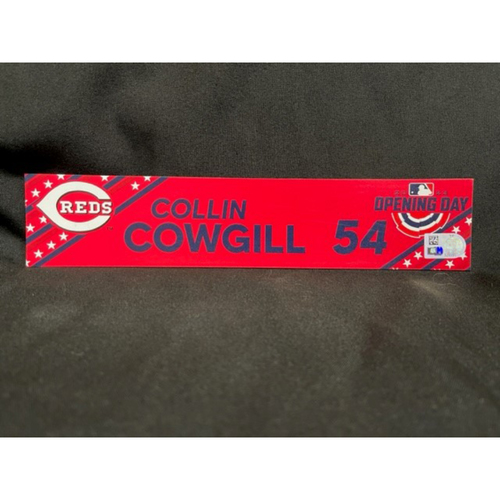 REDS
COLLIN
COWGILL 54
OPENING DAY